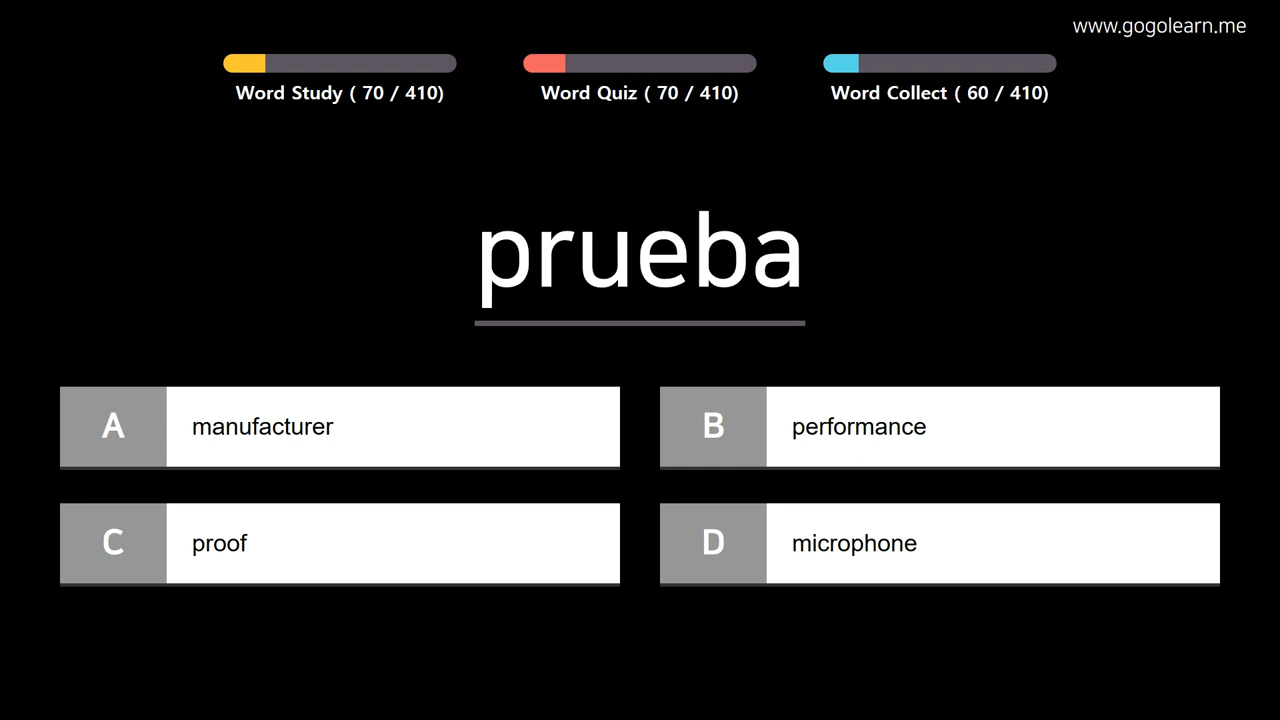 www.gogolearn.me
Word Study ( 70 / 410)
Word Quiz ( 70 / 410)
Word Collect ( 60 / 410)
prueba
A manufacturer
B performance
C proof
D microphone